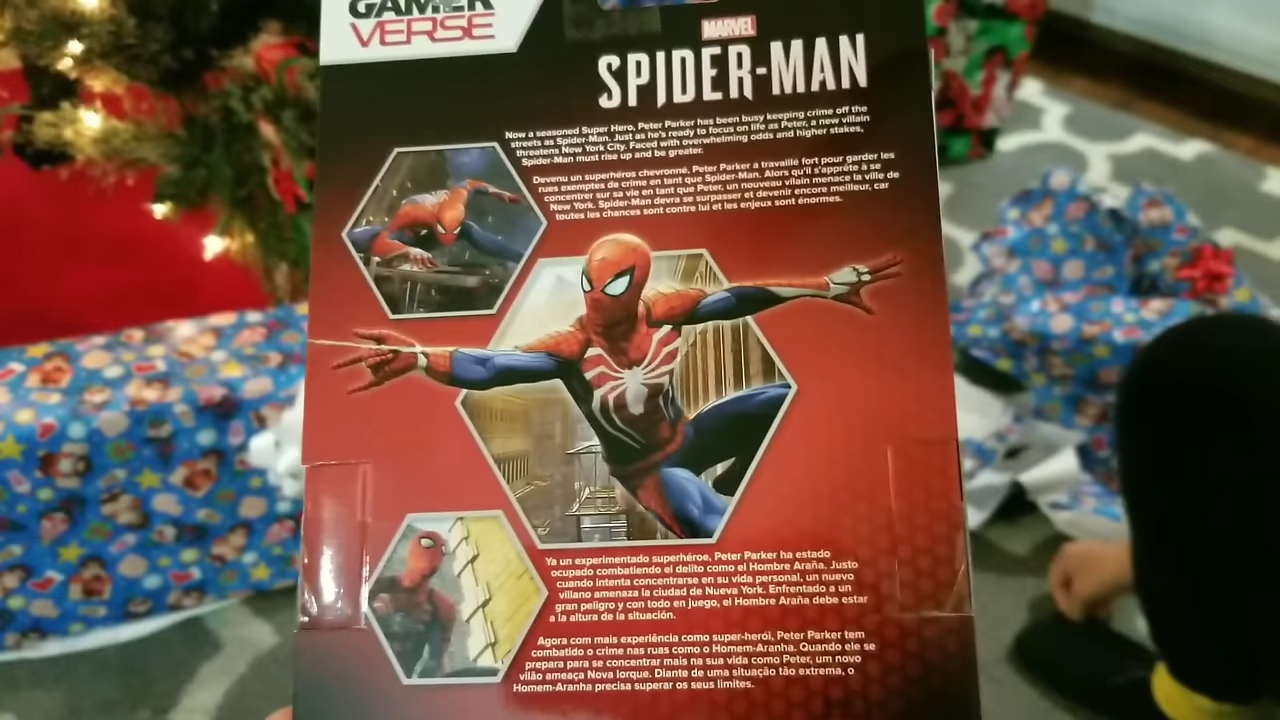 GAMER
VERSE
MARVEL
SPIDER-MAN
Now a seasoned Super Hero, Peter Parker has been busy keeping crime off the
streets as Spider-Man. Just as he's ready to focus on life as Peter, a new villain
threatens New York City. Faced with overwhelming odds and higher stakes,
Spider-Man must rise up and be greater.
Devenu un superhéros chevronné, Peter Parker a travaillé fort pour garder les
rues exemptes de crime en tant que Spider-Man. Alors qu'il s'apprête à se
concentrer sur sa vie en tant que Peter, un nouveau vilain menace la ville de
New York. Spider-Man devra se surpasser et devenir encore meilleur, car
toutes les chances sont contre lui et les enjeux sont énormes.
Ya un experimentado superhéroe, Peter Parker ha estado
ocupado combatiendo el delito como el Hombre Araña. Justo
cuando intenta concentrarse en su vida personal, un nuevo
villano amenaza la ciudad de Nueva York. Enfrentado a un
gran peligro y con todo en juego, el Hombre Araña debe estar
a la altura de la situación.
Agora com mais experiência como super-herói, Peter Parker tem
combatido o crime nas ruas como o Homem-Aranha. Quando ele se
prepara para se concentrar mais na sua vida como Peter, um novo
vilão ameaça Nova Iorque. Diante de uma situação tão extrema, o
Homem-Aranha precisa superar os seus limites.